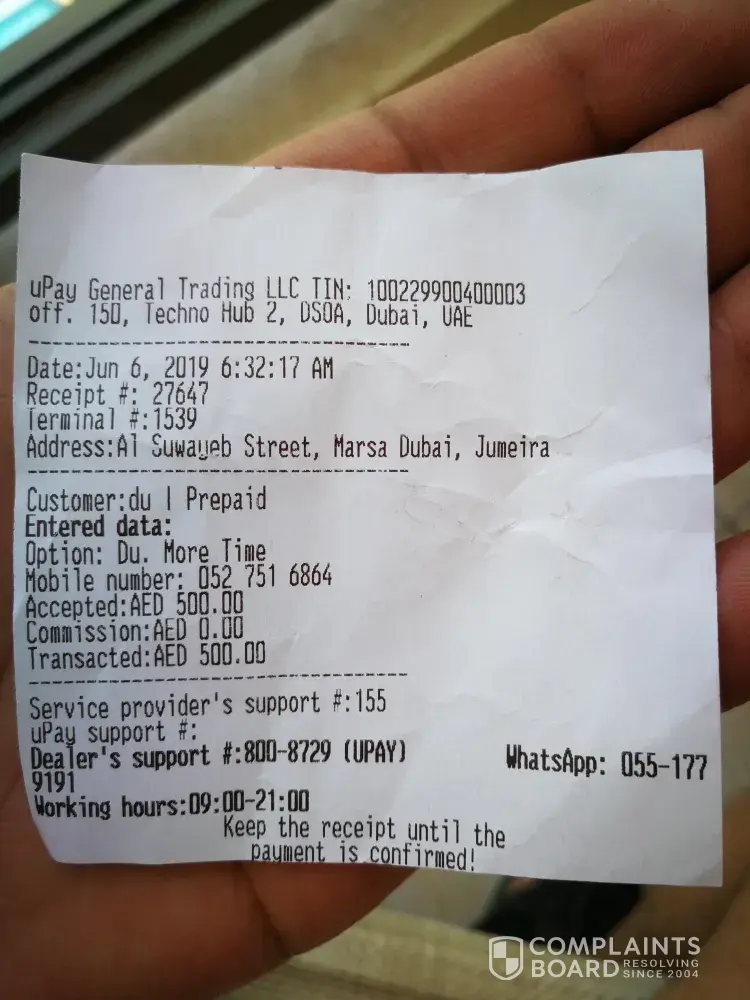 uPay General Trading LLC TIN: 100229900400003
off. 150, Techno Hub 2, DSOA, Dubai, UAE
Date:Jun 6, 2019 6:32:17 AM
Receipt #: 27647
Terminal #:1539
Address:Al Suwayeb Street, Marsa Dubai, Jumeira
Customer:du | Prepaid
Entered data:
Option: Du. More Time
Mobile number: 052 751 6864
Accepted:AED 500.00
Commission:AED 0.00
Transacted:AED 500.00
Service provider's support #:155
uPay support #:
Dealer's support #:800-8729 (UPAY) WhatsApp: 055-177
9191
Working hours:09:00-21:00
Keep the receipt until the
payment is confirmed!
COMPLAINTS
BOARD RESOLVING
SINCE 2004